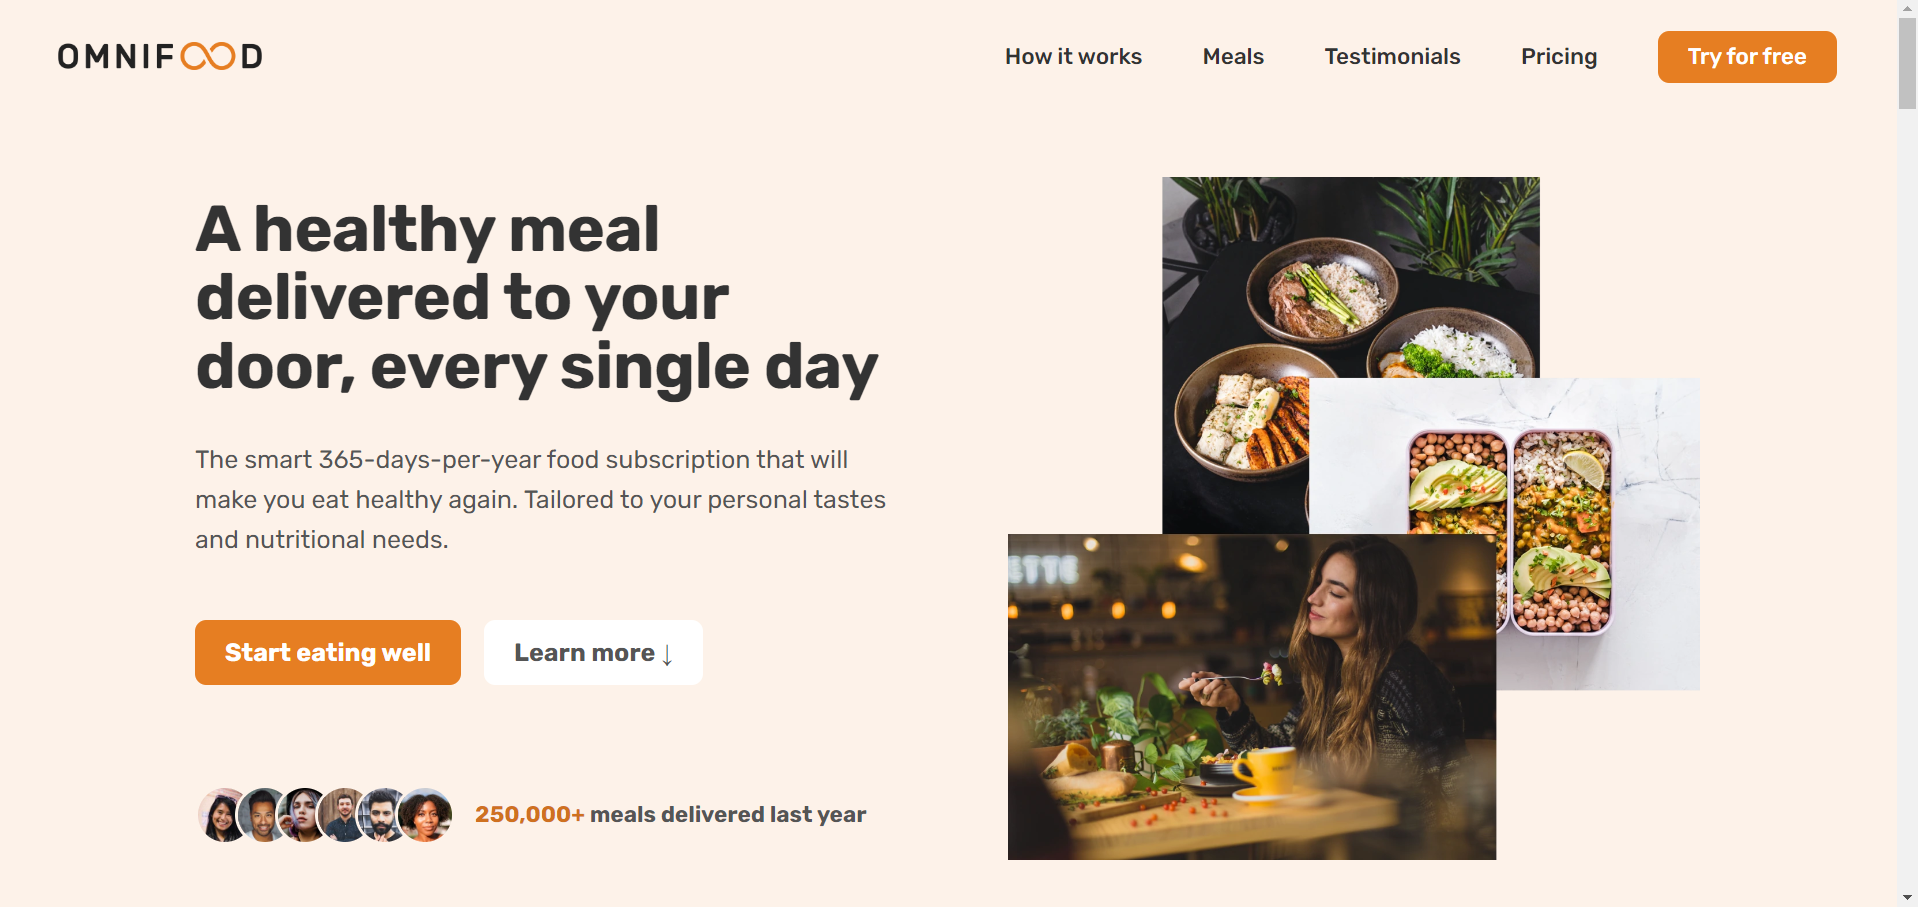 OMNIFOOD
How it works Meals Testimonials Pricing Try for free
A healthy meal
delivered to your
door, every single day
The smart 365-days-per-year food subscription that will
make you eat healthy again. Tailored to your personal tastes
and nutritional needs.
Start eating well Learn more ↓
ETTE
250,000+ meals delivered last year